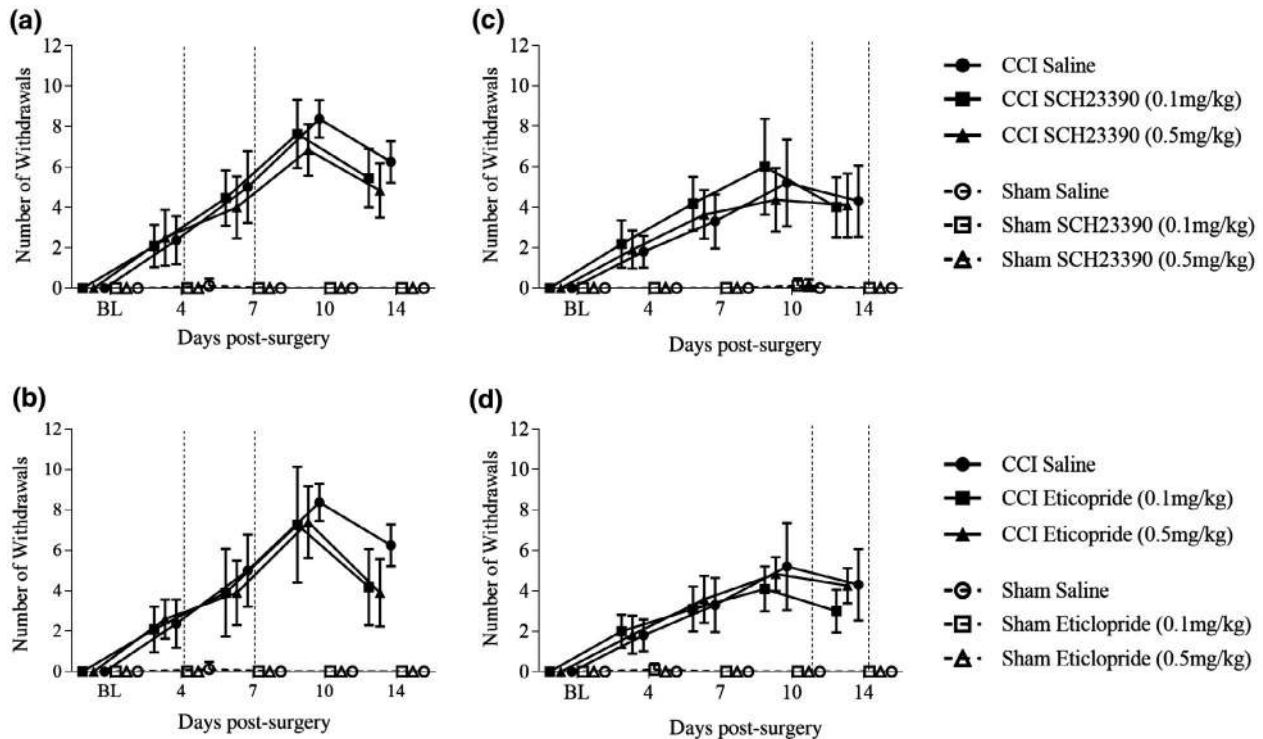 (a)
12
10
8
6
4
2
0
Number of Withdrawals
BL 4 7 10 14
Days post-surgery
(c)
12
10
8
6
4
2
0
Number of Withdrawals
BL 4 7 10 14
Days post-surgery
CCI Saline
CCI SCH23390 (0.1mg/kg)
CCI SCH23390 (0.5mg/kg)
Sham Saline
Sham SCH23390 (0.1mg/kg)
Sham SCH23390 (0.5mg/kg)
(b)
12
10
8
6
4
2
0
Number of Withdrawals
BL 4 7 10 14
Days post-surgery
(d)
12
10
8
6
4
2
0
Number of Withdrawals
BL 4 7 10 14
Days post-surgery
CCI Saline
CCI Eticopride (0.1mg/kg)
CCI Eticopride (0.5mg/kg)
Sham Saline
Sham Eticlopride (0.1mg/kg)
Sham Eticlopride (0.5mg/kg)